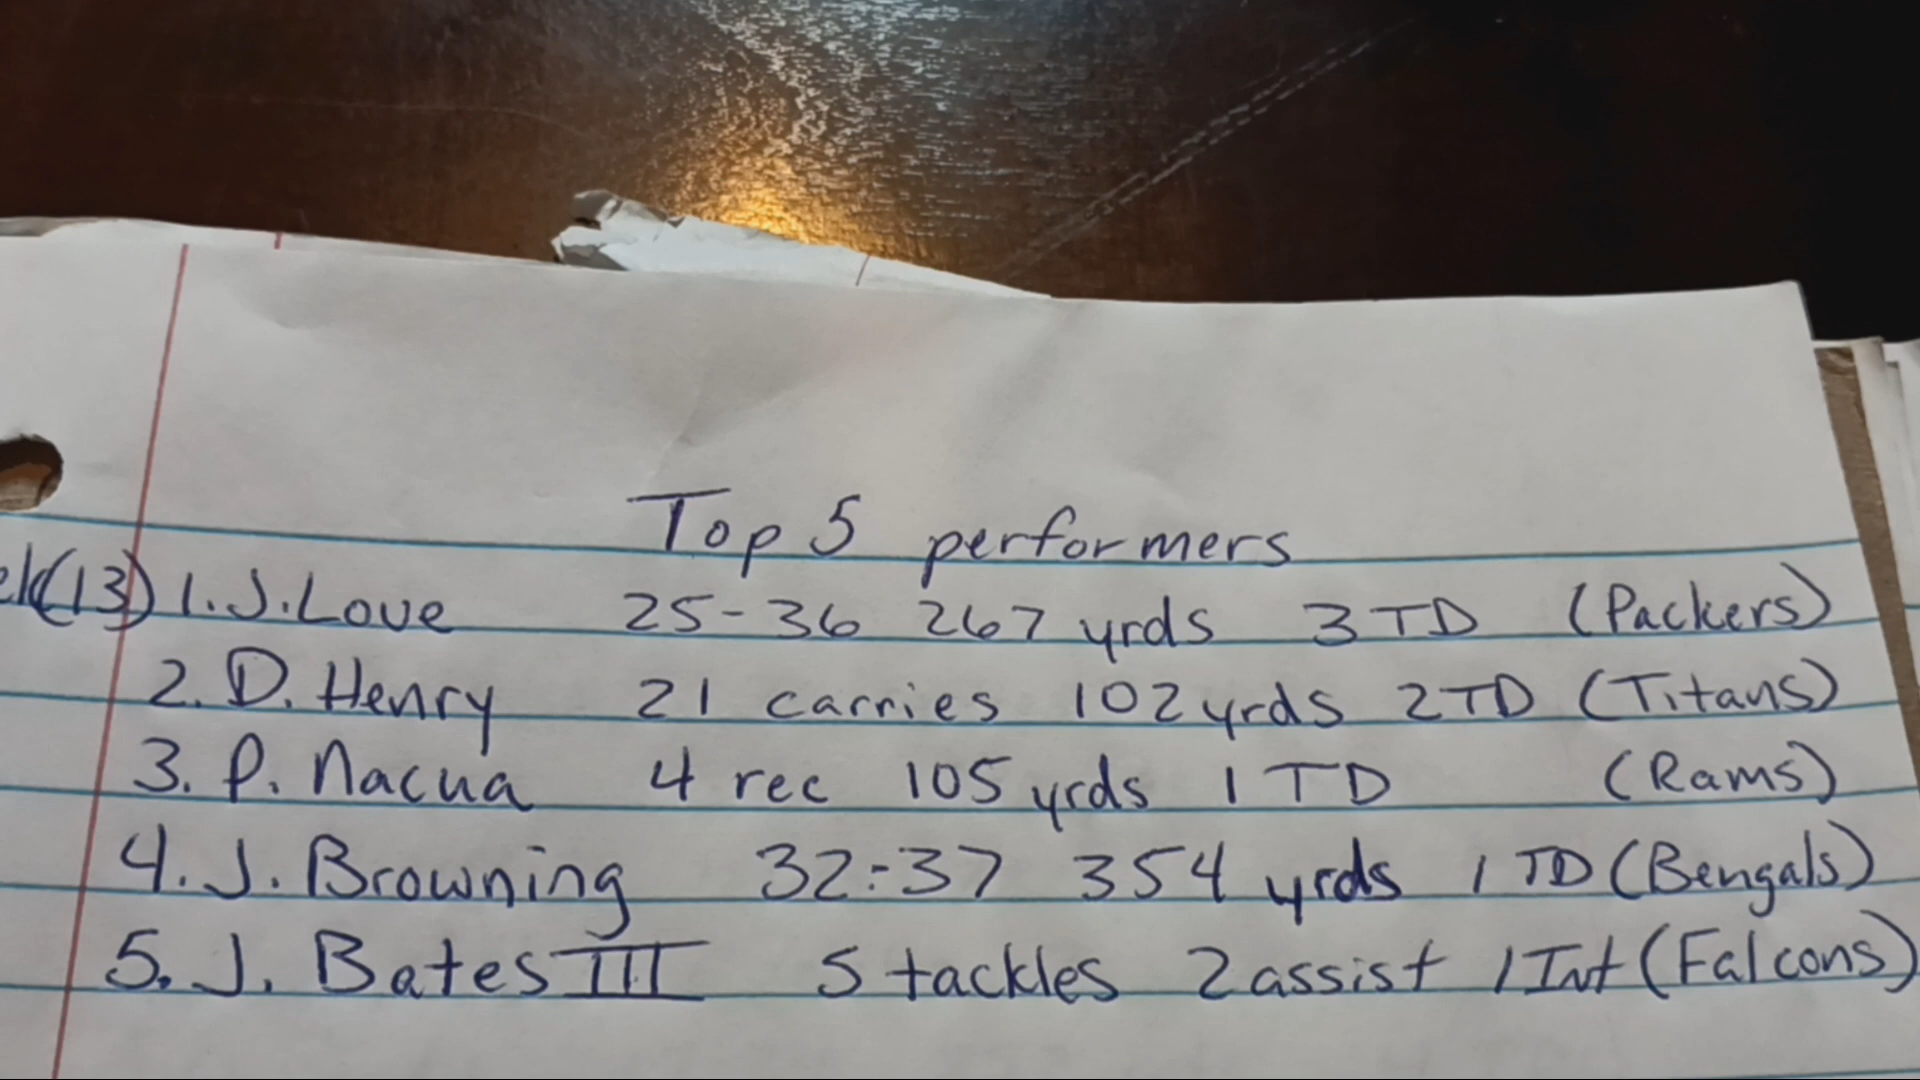 Top 5 performers
(13) 1. J. Love 25-36 267 yrds 3 TD (Packers)
2. D. Henry 21 carries 102 yrds 2 TD (Titans)
3. P. Nacua 4 rec 105 yrds 1 TD (Rams)
4. J. Browning 32-37 354 yrds 1 TD (Bengals)
5. J. Bates III 5 tackles 2 assist 1 Int (Falcons)